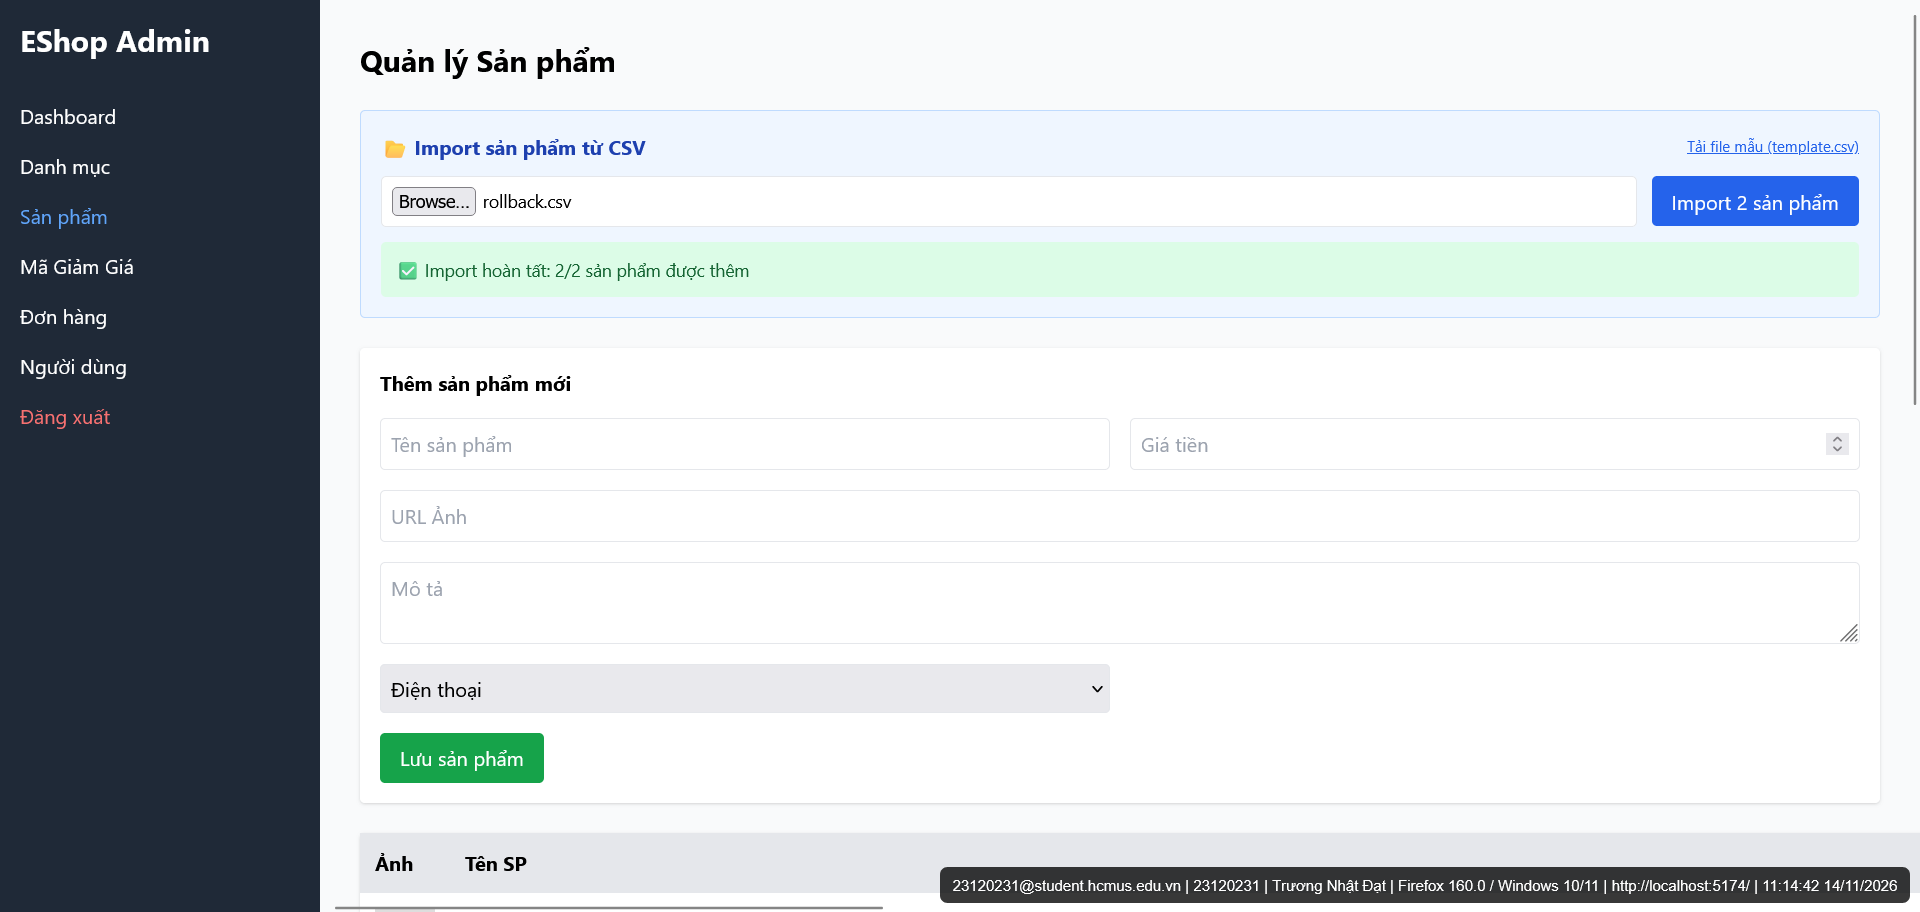 EShop Admin
Dashboard
Danh mục
Sản phẩm
Mã Giảm Giá
Đơn hàng
Người dùng
Đăng xuất
Quản lý Sản phẩm
Import sản phẩm từ CSV
Tải file mẫu (template.csv)
Browse... rollback.csv
Import 2 sản phẩm
Import hoàn tất: 2/2 sản phẩm được thêm
Thêm sản phẩm mới
Tên sản phẩm
Giá tiền
URL Ảnh
Mô tả
Điện thoại
Lưu sản phẩm
Ảnh Tên SP
23120231@student.hcmus.edu.vn | 23120231 | Trương Nhật Đạt | Firefox 160.0 / Windows 10/11 | http://localhost:5174/ | 11:14:42 14/11/2026